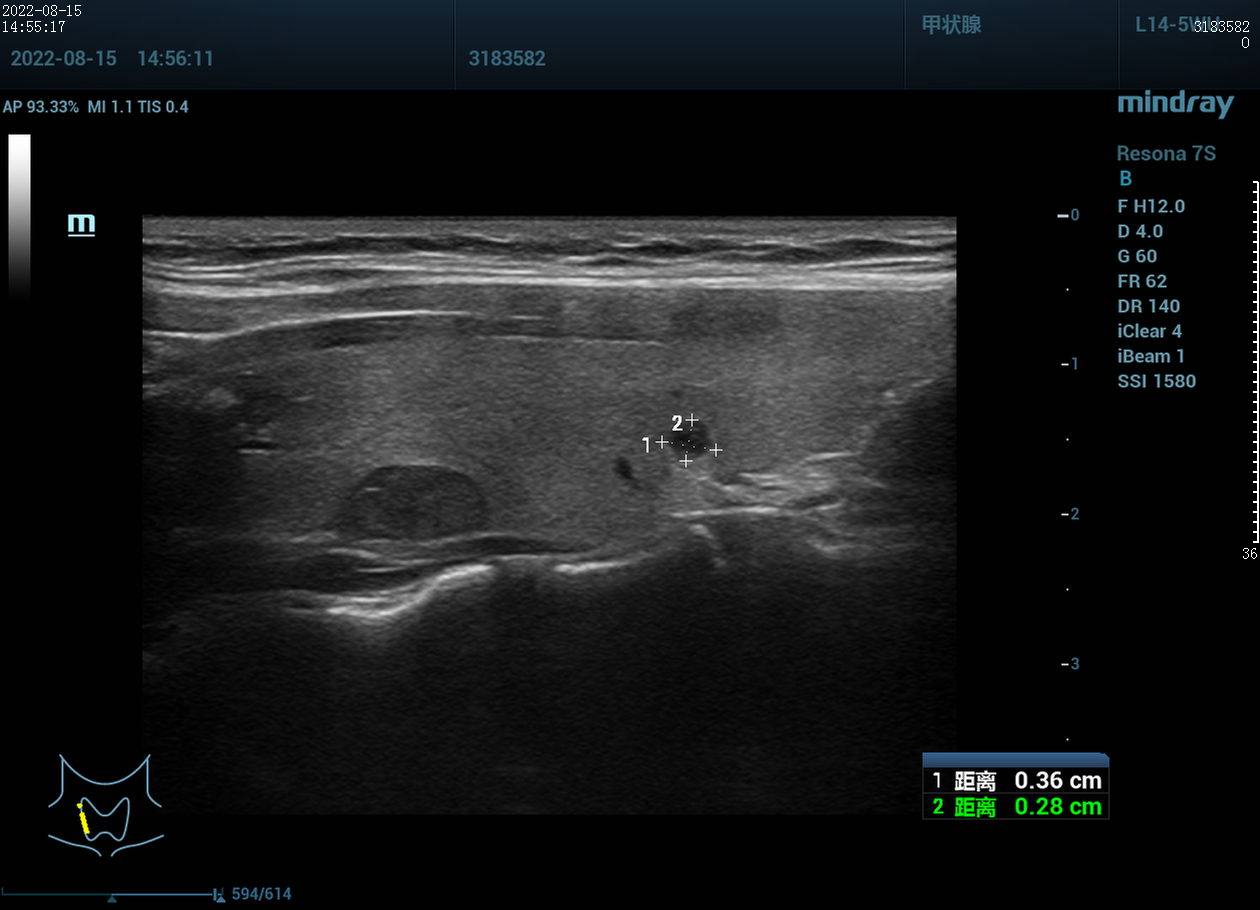 2022-08-15
14:55:17
2022-08-15 14:56:11
3183582
甲状腺
L14-5W
3183582
0
AP 93.33% MI 1.1 TIS 0.4
mindray
Resona 7S
B
F H12.0
D 4.0
G 60
FR 62
DR 140
iClear 4
iBeam 1
SSI 1580
m
0
1
2
3
36
2
1
1 距离 0.36 cm
2 距离 0.28 cm
594/614